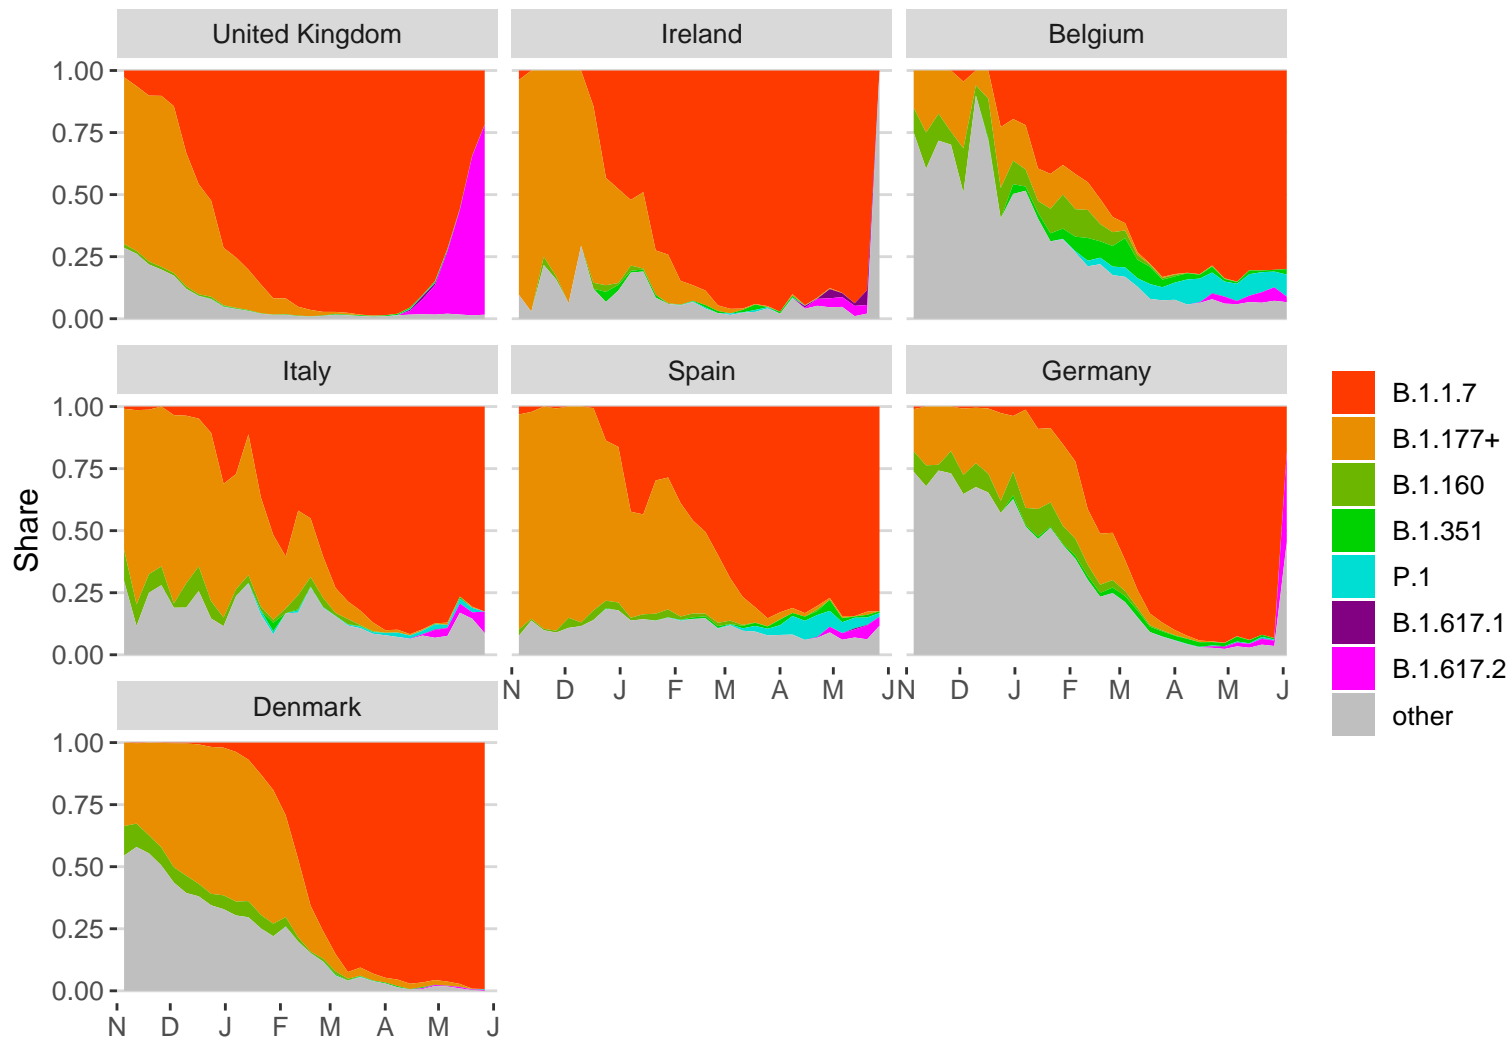 United Kingdom Ireland Belgium
1.00
0.75
0.50
0.25
0.00
Italy Spain Germany
1.00
0.75
0.50
0.25
0.00
N D J F M A M J N D J F M A M J
Denmark
1.00
0.75
0.50
0.25
0.00
N D J F M A M J
Share
B.1.1.7
B.1.177+
B.1.160
B.1.351
P.1
B.1.617.1
B.1.617.2
other